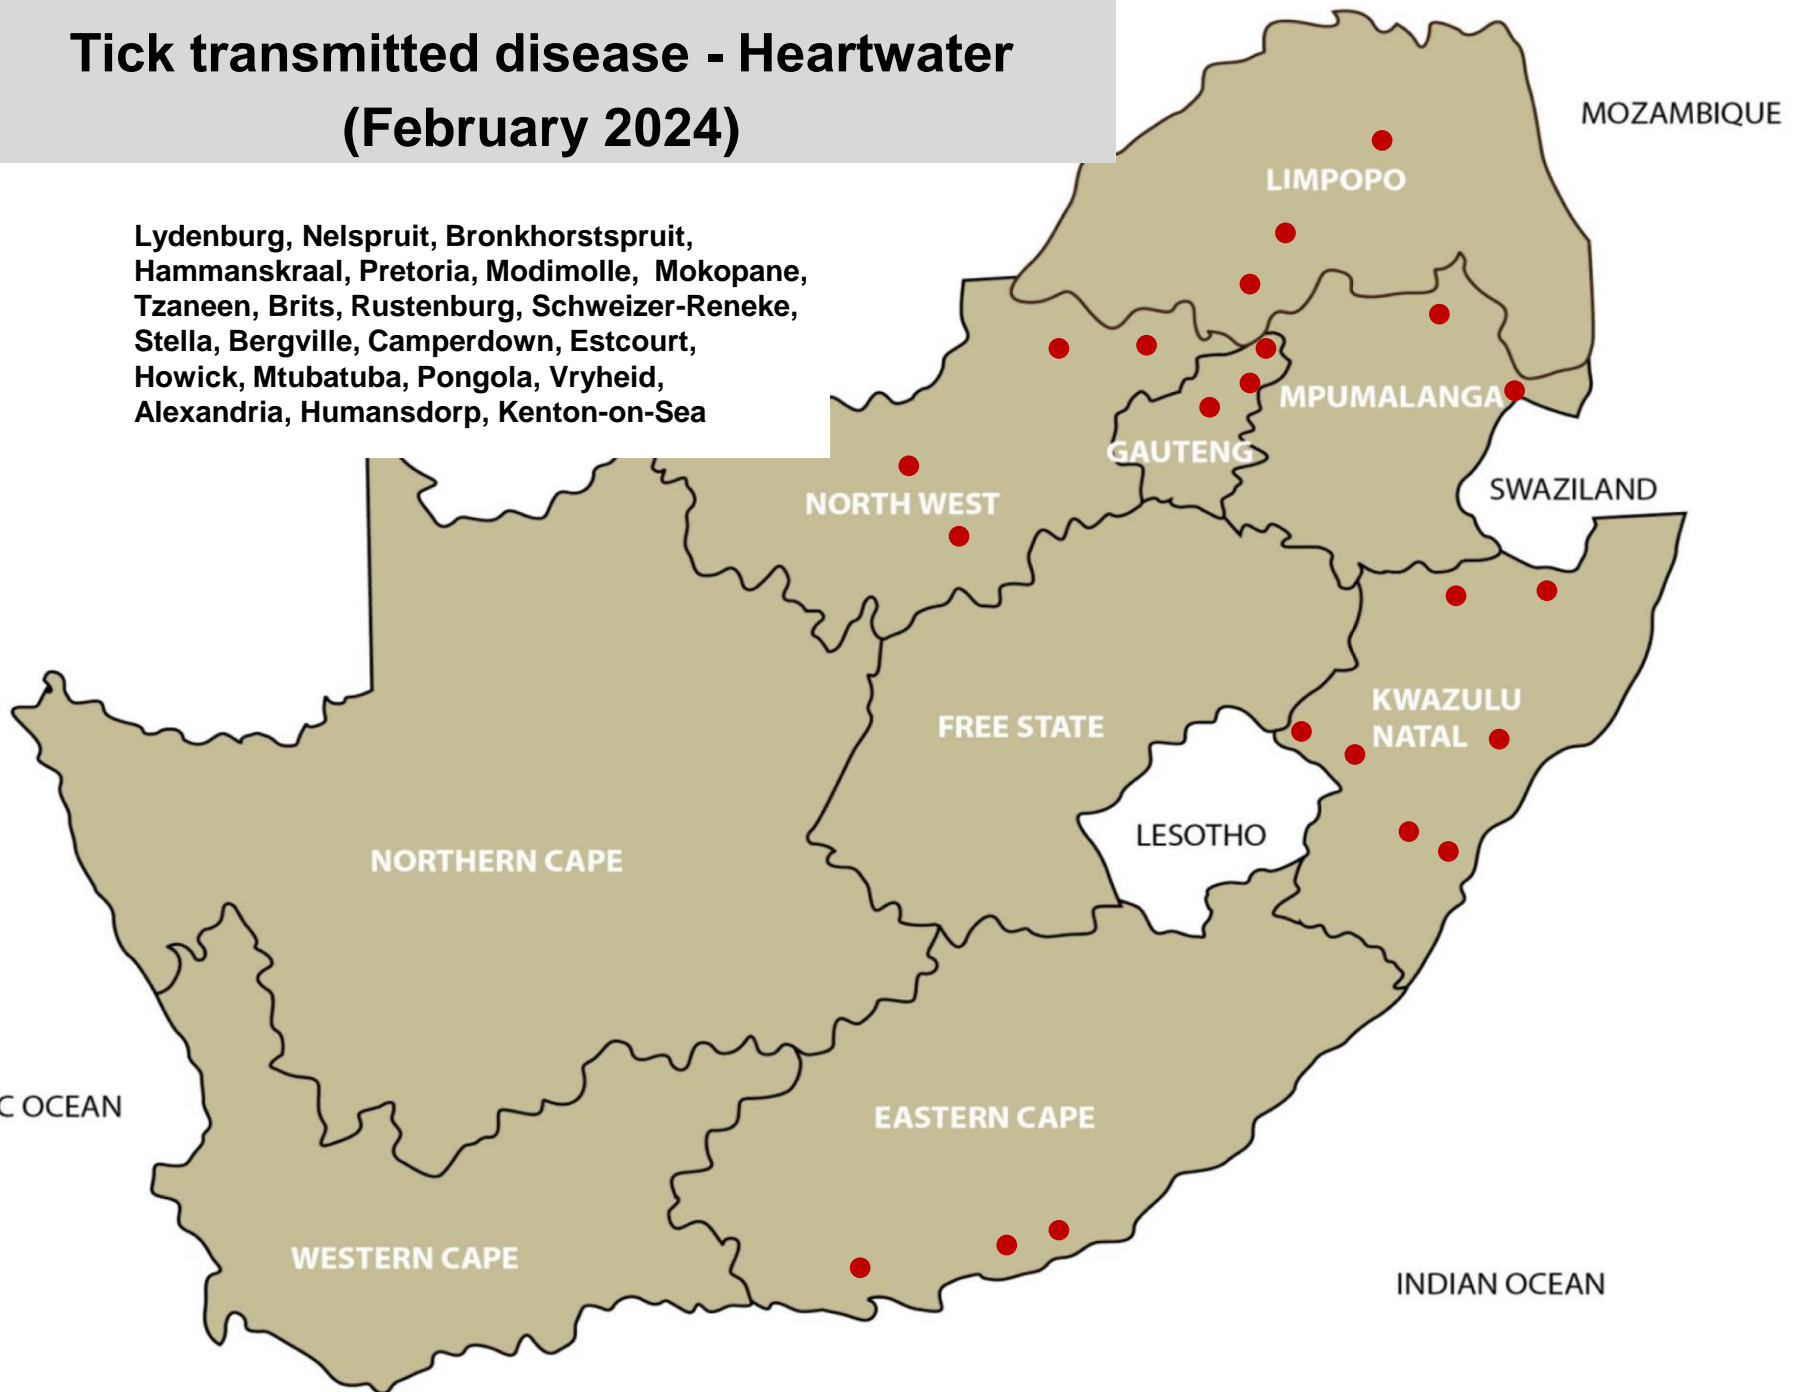 Tick transmitted disease - Heartwater
(February 2024)
MOZAMBIQUE
LIMPOPO
Lydenburg, Nelspruit, Bronkhorstspruit,
Hammanskraal, Pretoria, Modimolle, Mokopane,
Tzaneen, Brits, Rustenburg, Schweizer-Reneke,
Stella, Bergville, Camperdown, Estcourt,
Howick, Mtubatuba, Pongola, Vryheid,
Alexandria, Humansdorp, Kenton-on-Sea
MPUMALANGA
GAUTENG
SWAZILAND
NORTH WEST
KWAZULU
NATAL
FREE STATE
LESOTHO
NORTHERN CAPE
C OCEAN
EASTERN CAPE
WESTERN CAPE
INDIAN OCEAN